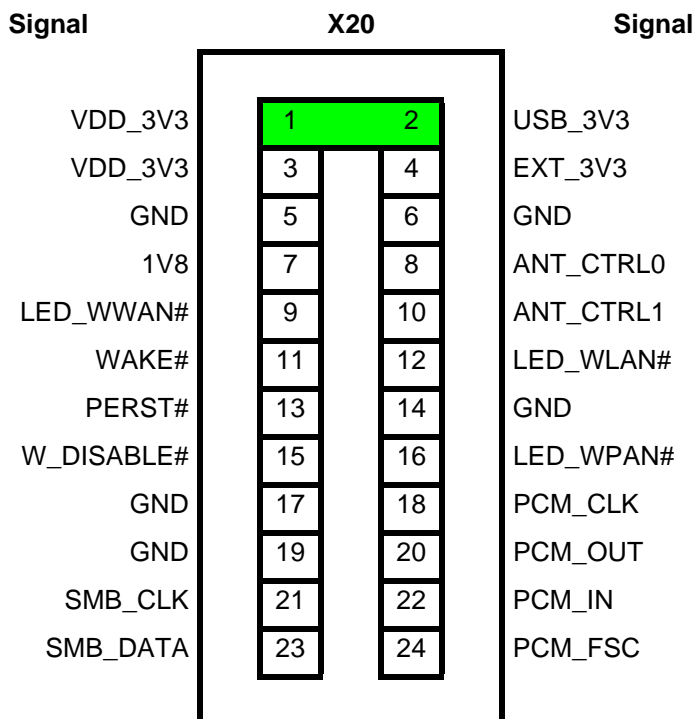 Signal X20 Signal
VDD_3V3 1 2 USB_3V3
VDD_3V3 3 4 EXT_3V3
GND 5 6 GND
1V8 7 8 ANT_CTRL0
LED_WWAN# 9 10 ANT_CTRL1
WAKE# 11 12 LED_WLAN#
PERST# 13 14 GND
W_DISABLE# 15 16 LED_WPAN#
GND 17 18 PCM_CLK
GND 19 20 PCM_OUT
SMB_CLK 21 22 PCM_IN
SMB_DATA 23 24 PCM_FSC